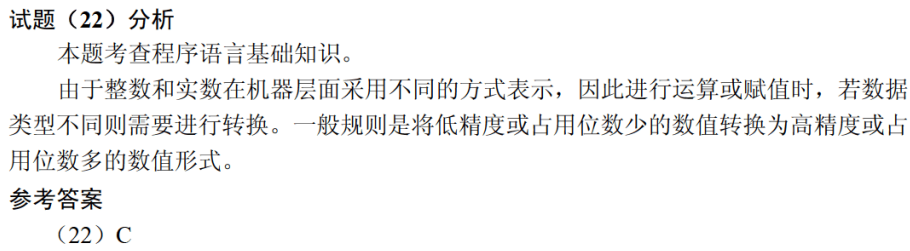 试题（22）分析
本题考查程序语言基础知识。
由于整数和实数在机器层面采用不同的方式表示，因此进行运算或赋值时，若数据
类型不同则需要进行转换。一般规则是将低精度或占用位数少的数值转换为高精度或占
用位数多的数值形式。
参考答案
（22）C